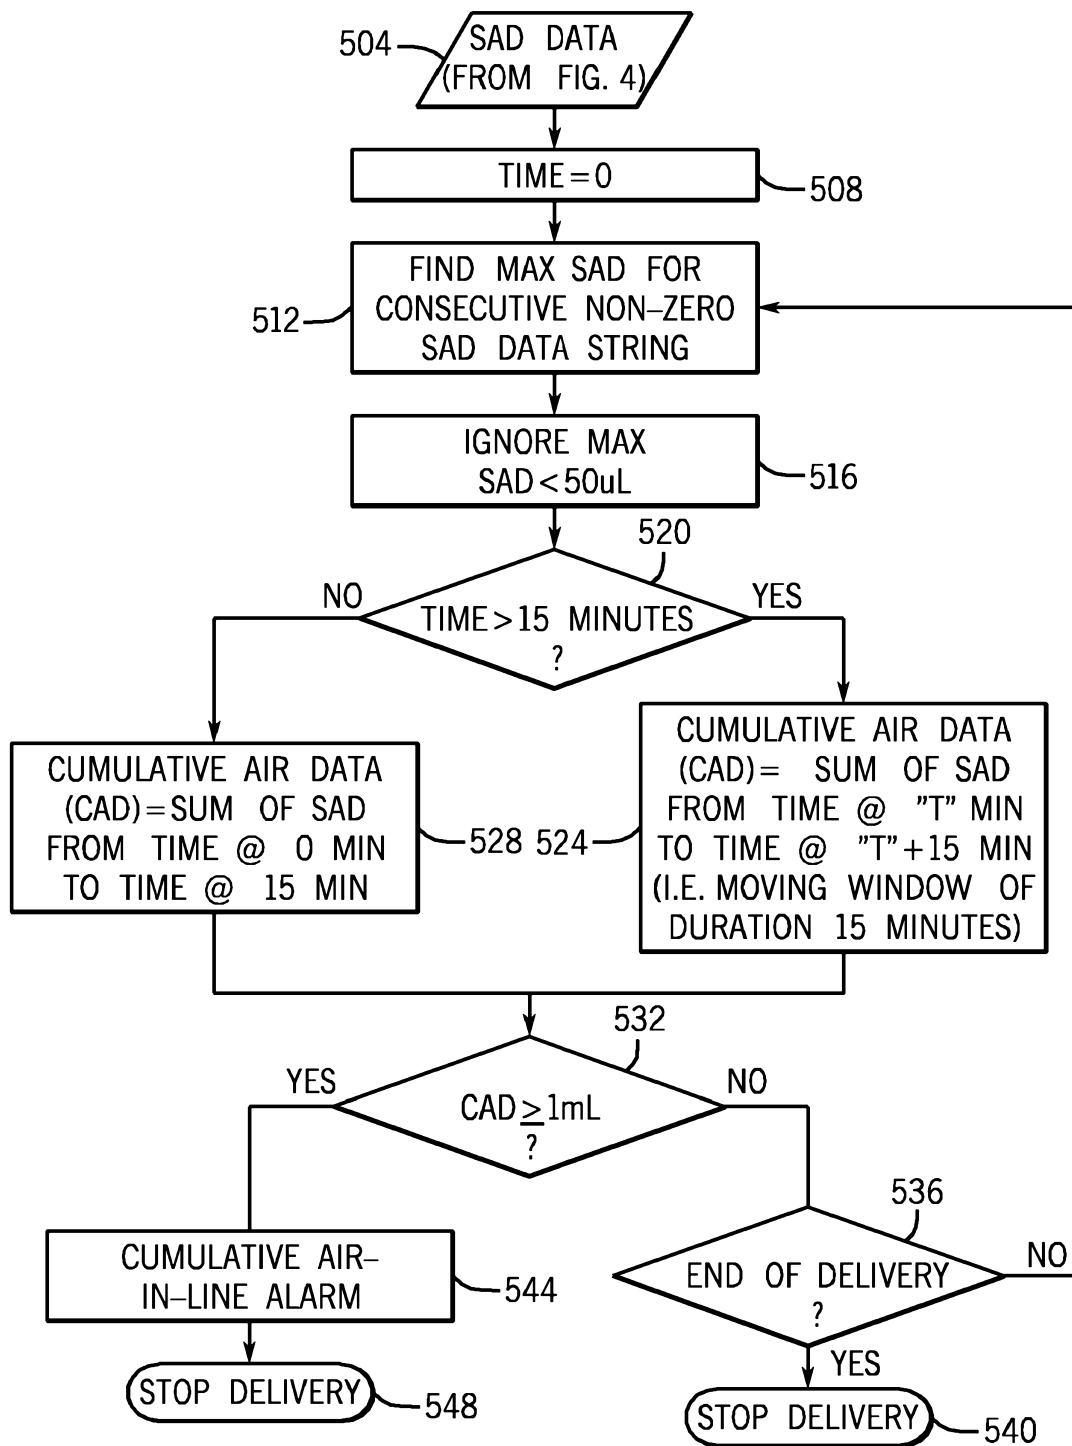 504
SAD DATA
(FROM FIG. 4)
TIME=0
508
FIND MAX SAD FOR
CONSECUTIVE NON-ZERO
SAD DATA STRING
512
IGNORE MAX
SAD<50uL
516
520
NO
YES
TIME>15 MINUTES
?
CUMULATIVE AIR DATA
(CAD)=SUM OF SAD
FROM TIME @ 0 MIN
TO TIME @ 15 MIN
528
524
CUMULATIVE AIR DATA
(CAD)= SUM OF SAD
FROM TIME @ "T" MIN
TO TIME @ "T"+15 MIN
(I.E. MOVING WINDOW OF
DURATION 15 MINUTES)
532
YES
NO
CAD≥1mL
?
536
CUMULATIVE AIR-
IN-LINE ALARM
544
END OF DELIVERY
?
NO
YES
STOP DELIVERY
548
STOP DELIVERY
540